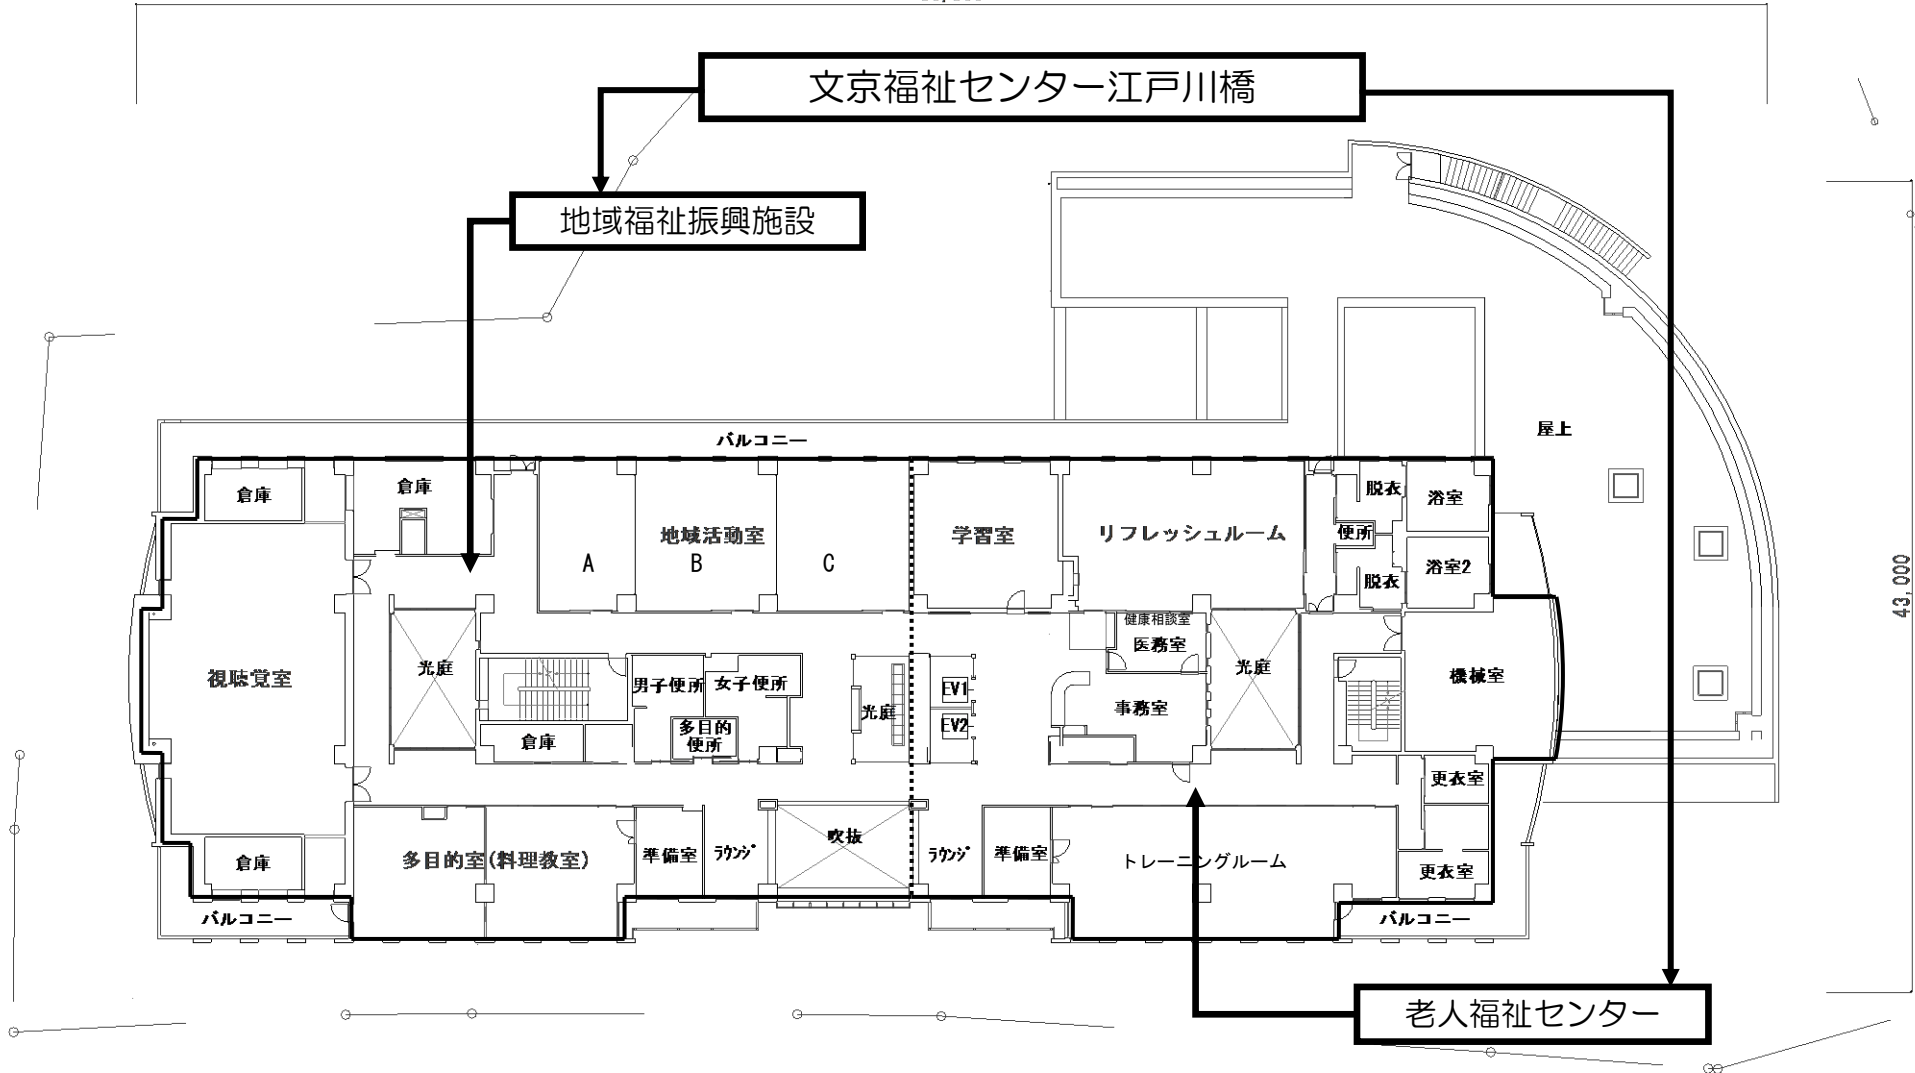 文京福祉センター江戸川橋
地域福祉振興施設
屋上
バルコニー
倉庫
倉庫
脱衣
浴室
地域活動室
学習室
リフレッシュルーム
便所
A
B
C
浴室2
脱衣
43,000
健康相談室
医務室
視聴覚室
光庭
男子便所
女子便所
EV1
光庭
機械室
光庭
事務室
EV2
多目的
便所
倉庫
更衣室
吹抜
倉庫
多目的室(料理教室)
準備室
ラウンジ
ラウンジ
準備室
トレーニングルーム
更衣室
バルコニー
バルコニー
老人福祉センター